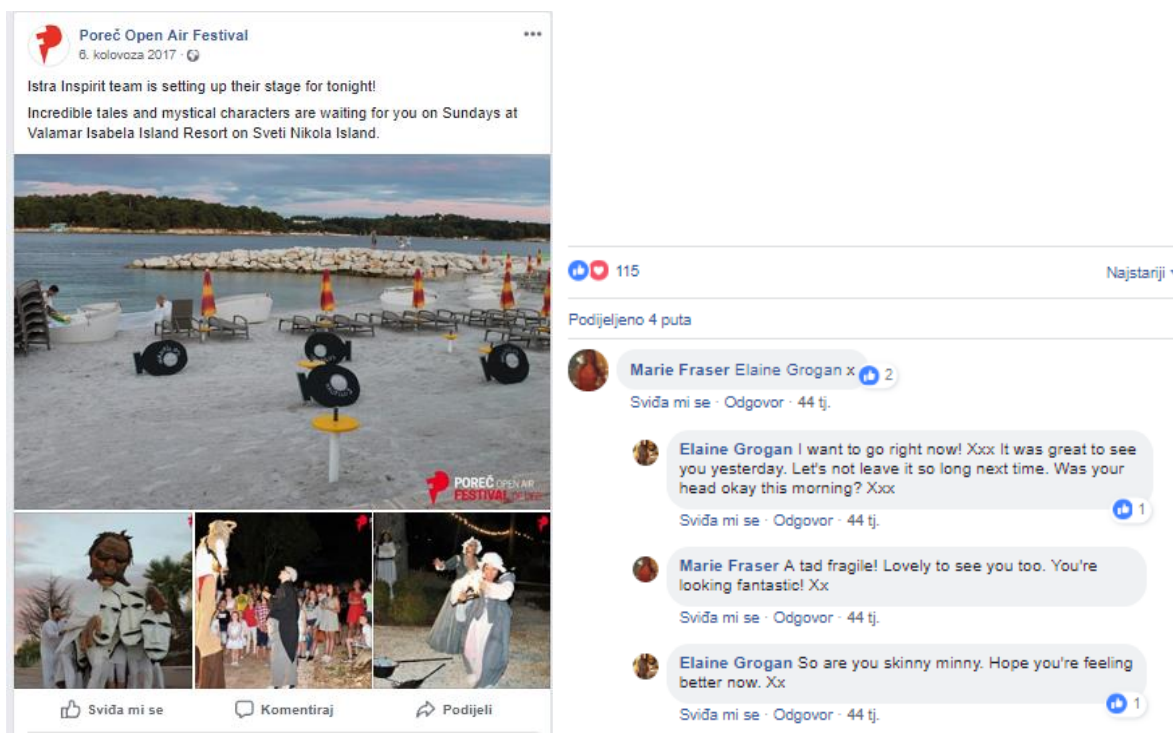 Poreč Open Air Festival
6. kolovoza 2017 ·
Istra Inspirit team is setting up their stage for tonight!
Incredible tales and mystical characters are waiting for you on Sundays at
Valamar Isabela Island Resort on Sveti Nikola Island.
POREČ OPEN AIR
FESTIVAL
Sviđa mi se
Komentiraj
Podijeli
115
Najstariji
Podijeljeno 4 puta
Marie Fraser Elaine Grogan x
2
Sviđa mi se · Odgovor · 44 tj.
Elaine Grogan I want to go right now! Xxx It was great to see
you yesterday. Let's not leave it so long next time. Was your
head okay this morning? Xxx
1
Sviđa mi se · Odgovor · 44 tj.
Marie Fraser A tad fragile! Lovely to see you too. You're
looking fantastic! Xx
Sviđa mi se · Odgovor · 44 tj.
Elaine Grogan So are you skinny minny. Hope you're feeling
better now. Xx
1
Sviđa mi se · Odgovor · 44 tj.